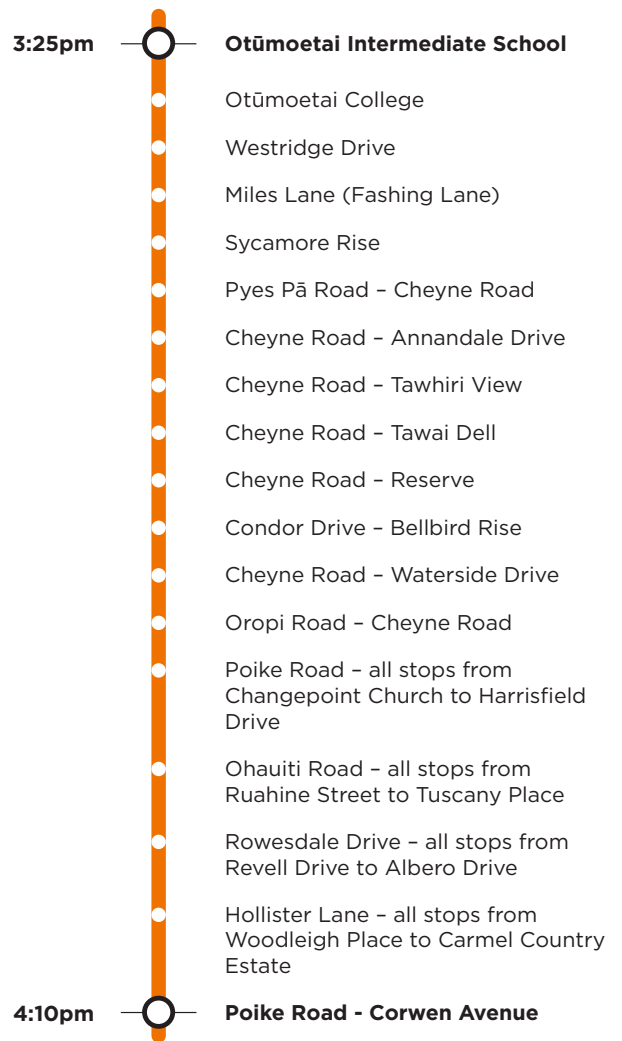 3:25pm Otūmoetai Intermediate School
Otūmoetai College
Westridge Drive
Miles Lane (Fashing Lane)
Sycamore Rise
Pyes Pā Road – Cheyne Road
Cheyne Road – Annandale Drive
Cheyne Road – Tawhiri View
Cheyne Road – Tawai Dell
Cheyne Road – Reserve
Condor Drive – Bellbird Rise
Cheyne Road – Waterside Drive
Oropi Road – Cheyne Road
Poike Road – all stops from
Changepoint Church to Harrisfield
Drive
Ohauiti Road – all stops from
Ruahine Street to Tuscany Place
Rowesdale Drive – all stops from
Revell Drive to Albero Drive
Hollister Lane – all stops from
Woodleigh Place to Carmel Country
Estate
4:10pm Poike Road - Corwen Avenue